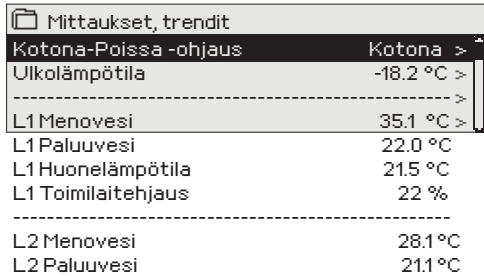 Mittaukset, trendit
Kotona-Poissa -ohjaus Kotona >
Ulkolämpötila -18.2 °C >
------------------------------------------------------ >
L1 Menovesi 35.1 °C >
L1 Paluuvesi 22.0 °C
L1 Huonelämpötila 21.5 °C
L1 Toimilaitehjaus 22 %
------------------------------------------------------
L2 Menovesi 28.1 °C
L2 Paluuvesi 21.1 °C